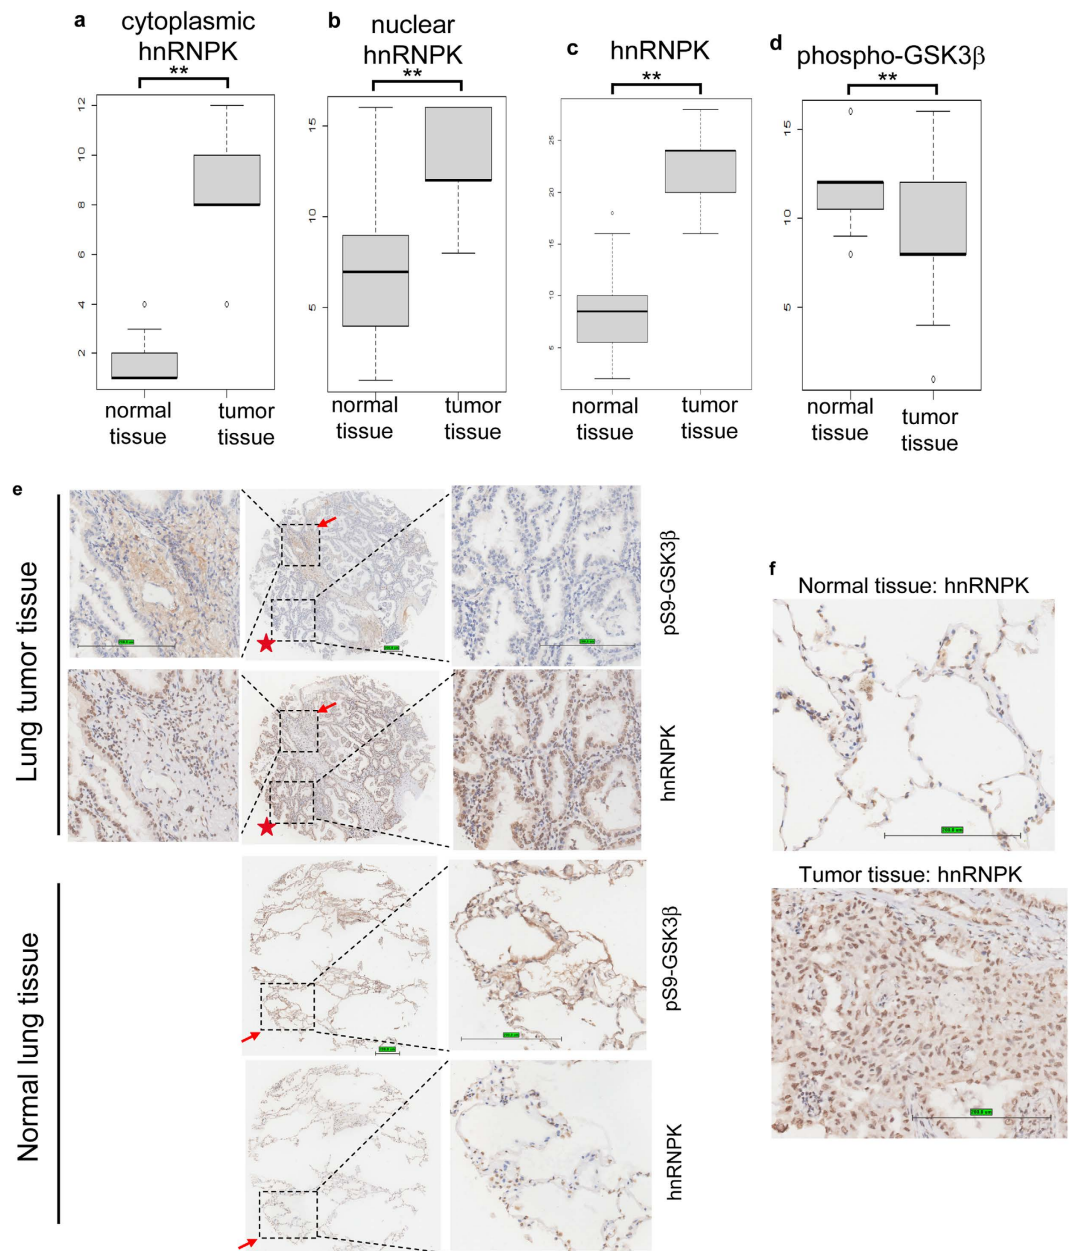 a
cytoplasmic
hnRNPK
**
12
10
8
6
4
2
normal
tissue
tumor
tissue
b
nuclear
hnRNPK
**
15
10
5
normal
tissue
tumor
tissue
c
hnRNPK
**
25
20
15
10
5
normal
tissue
tumor
tissue
d
phospho-GSK3β
**
15
10
5
normal
tissue
tumor
tissue
e
Lung tumor tissue
pS9-GSK3β
hnRNPK
Normal lung tissue
pS9-GSK3β
hnRNPK
f
Normal tissue: hnRNPK
Tumor tissue: hnRNPK